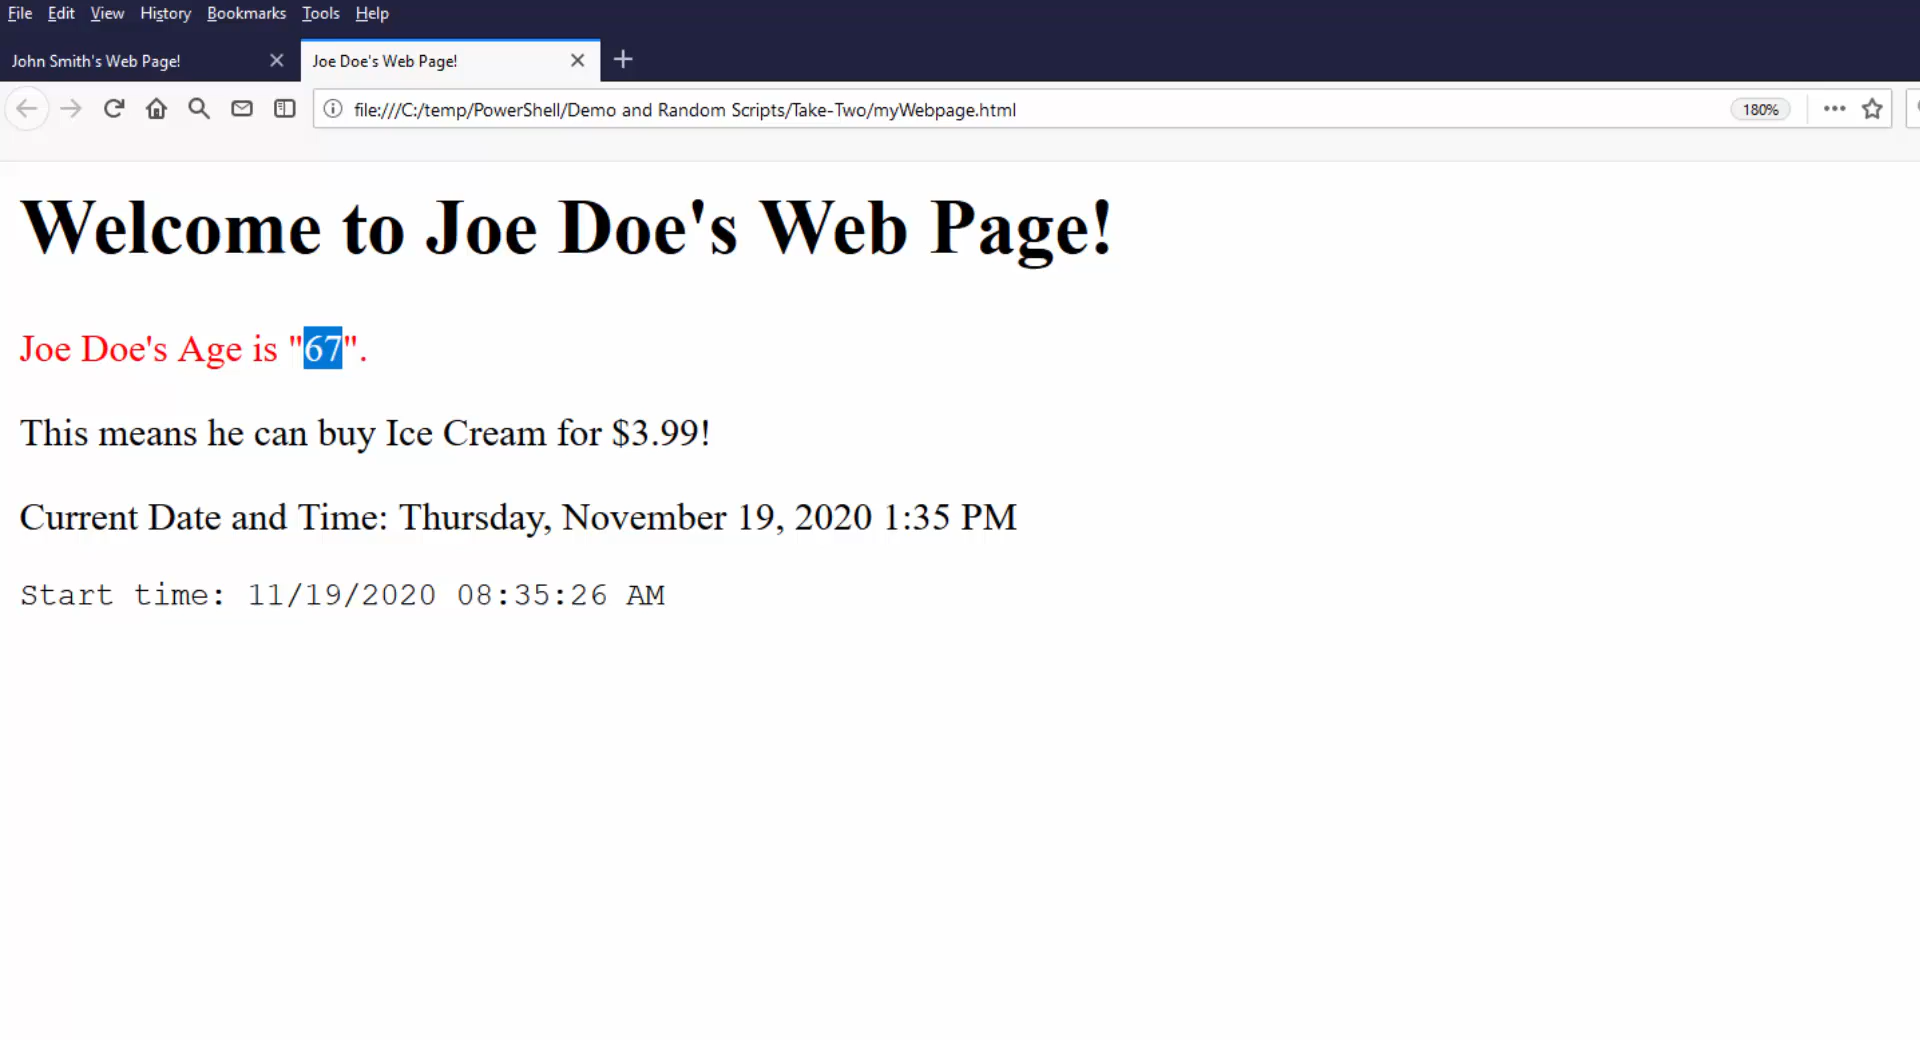 File Edit View History Bookmarks Tools Help
John Smith's Web Page! Joe Doe's Web Page!
file:///C:/temp/PowerShell/Demo and Random Scripts/Take-Two/myWebpage.html 180%
Welcome to Joe Doe's Web Page!
Joe Doe's Age is "67".
This means he can buy Ice Cream for $3.99!
Current Date and Time: Thursday, November 19, 2020 1:35 PM
Start time: 11/19/2020 08:35:26 AM